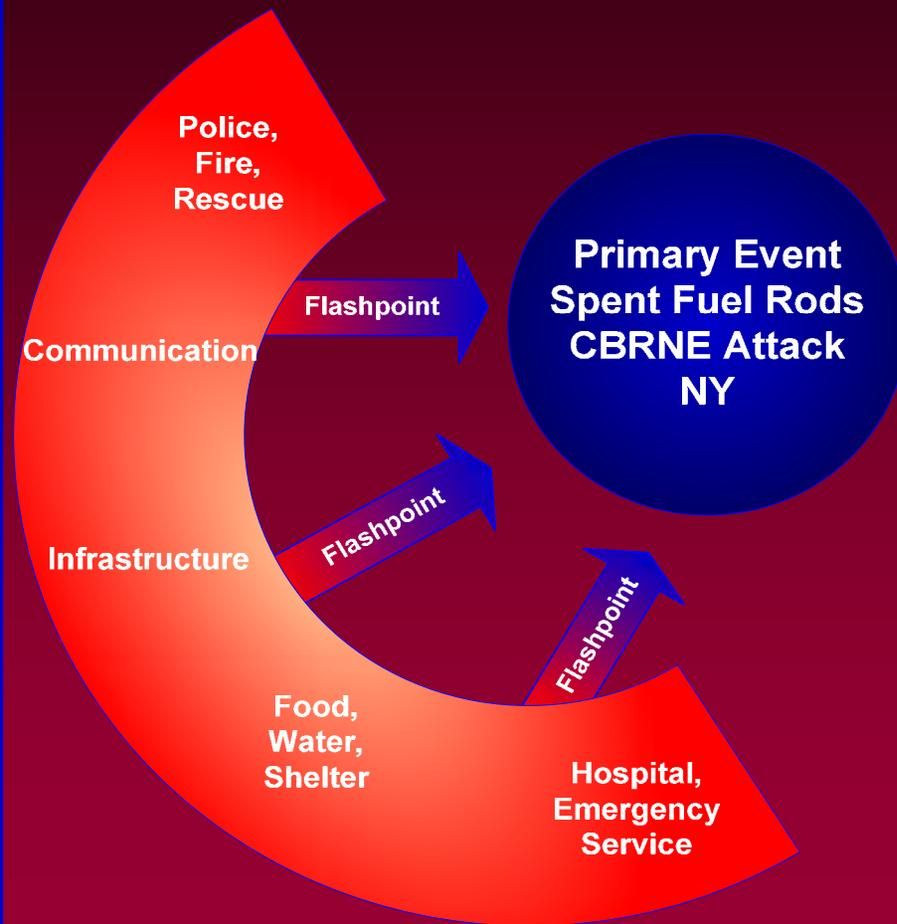 Police,
Fire,
Rescue
Communication
Infrastructure
Food,
Water,
Shelter
Hospital,
Emergency
Service
Flashpoint
Flashpoint
Flashpoint
Primary Event
Spent Fuel Rods
CBRNE Attack
NY